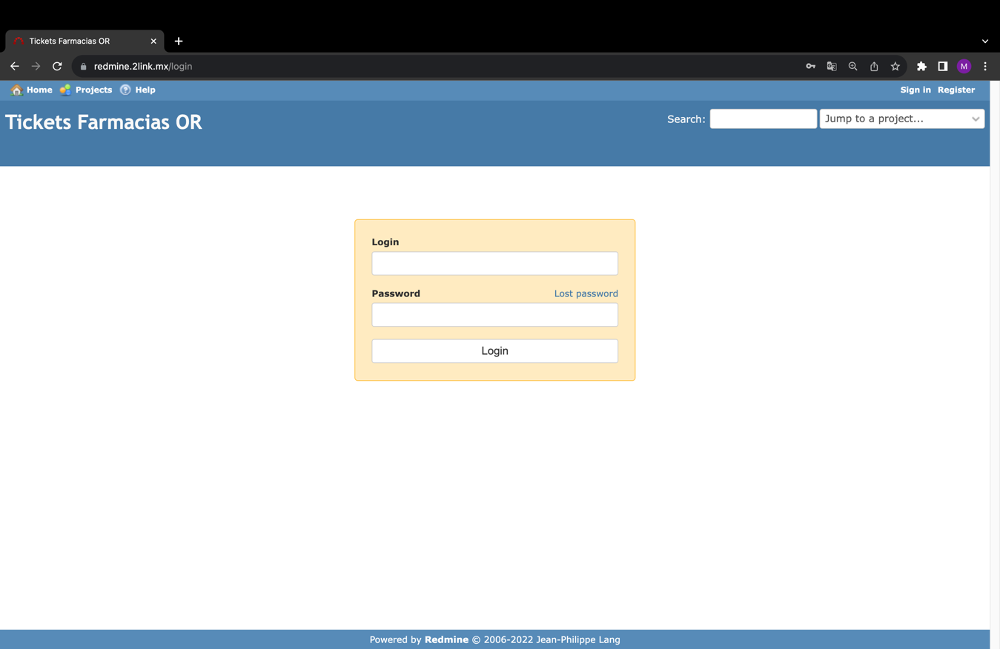 Tickets Farmacias OR
redmine.2link.mx/login
M
Home Projects Help
Sign in Register
Tickets Farmacias OR
Search: Jump to a project...
Login
Password Lost password
Login
Powered by Redmine © 2006-2022 Jean-Philippe Lang